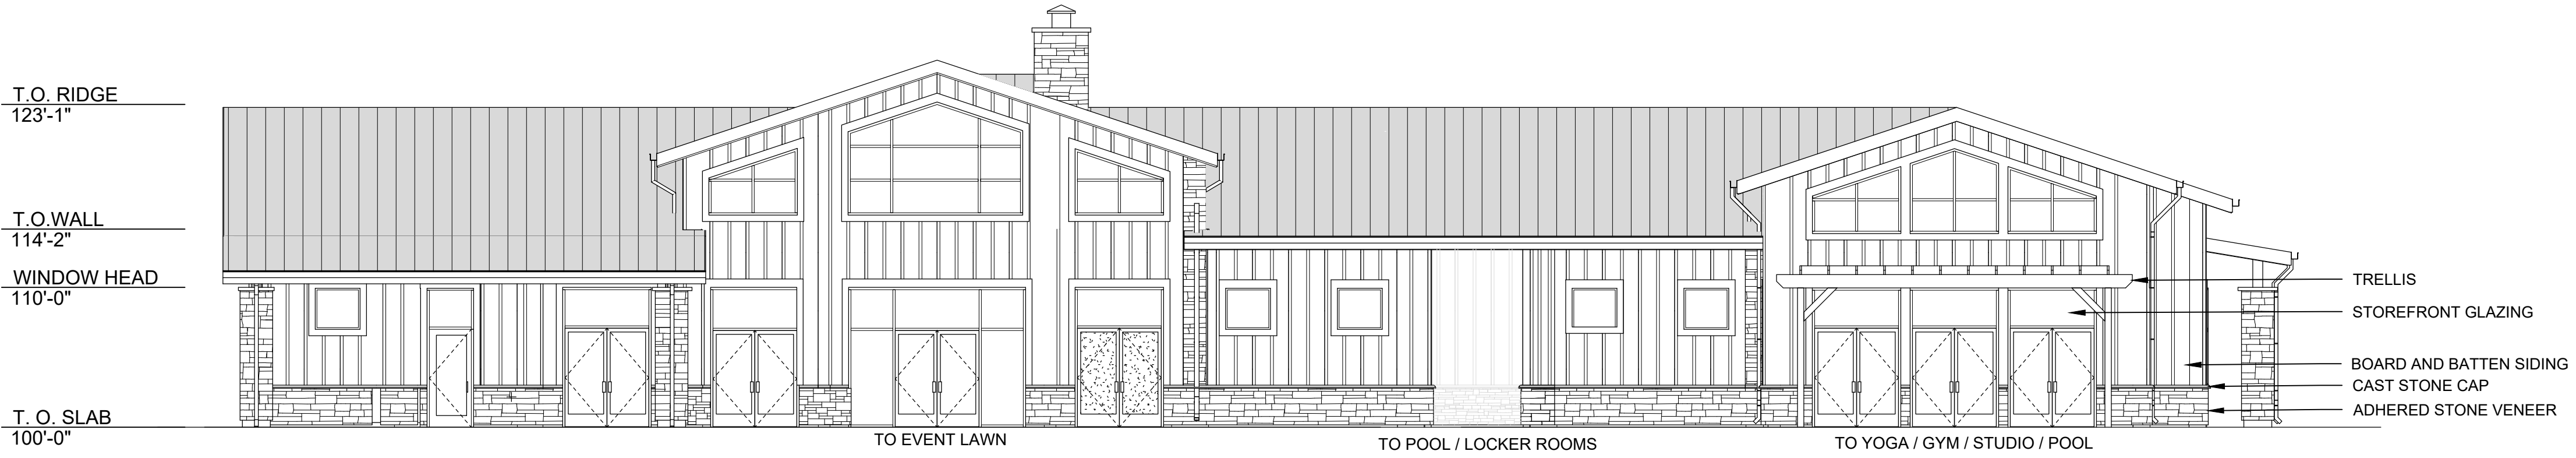 T.O. RIDGE
123'-1"
T.O.WALL
114'-2"
WINDOW HEAD
110'-0"
T. O. SLAB
100'-0"
TO EVENT LAWN
TO POOL / LOCKER ROOMS
TO YOGA / GYM / STUDIO / POOL
TRELLIS
STOREFRONT GLAZING
BOARD AND BATTEN SIDING
CAST STONE CAP
ADHERED STONE VENEER